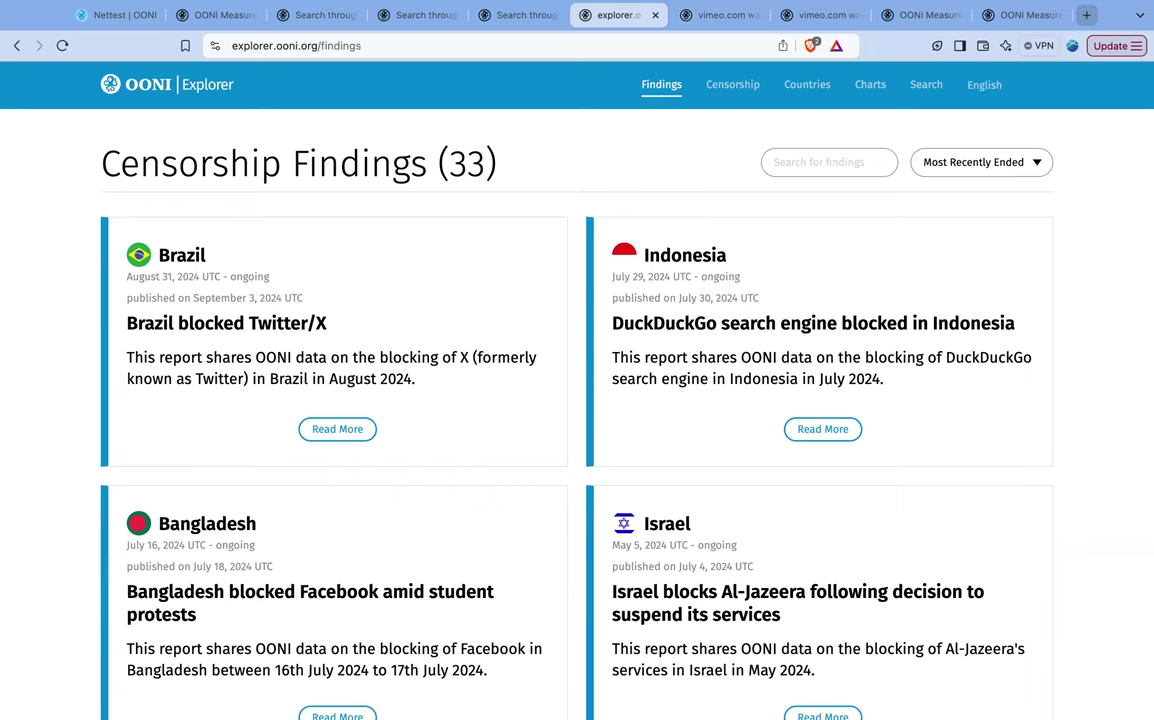 Nettest | OONI
OONI Measure
Search throug
Search throug
Search throug
explorer.o
vimeo.com wa
vimeo.com wa
OONI Measure
OONI Measure
explorer.ooni.org/findings
2
VPN
Update
OONI | Explorer
Findings
Censorship
Countries
Charts
Search
English
Censorship Findings (33)
Search for findings
Most Recently Ended
Brazil
August 31, 2024 UTC - ongoing
published on September 3, 2024 UTC
Brazil blocked Twitter/X
This report shares OONI data on the blocking of X (formerly
known as Twitter) in Brazil in August 2024.
Read More
Indonesia
July 29, 2024 UTC - ongoing
published on July 30, 2024 UTC
DuckDuckGo search engine blocked in Indonesia
This report shares OONI data on the blocking of DuckDuckGo
search engine in Indonesia in July 2024.
Read More
Bangladesh
July 16, 2024 UTC - ongoing
published on July 18, 2024 UTC
Bangladesh blocked Facebook amid student
protests
This report shares OONI data on the blocking of Facebook in
Bangladesh between 16th July 2024 to 17th July 2024.
Read More
Israel
May 5, 2024 UTC - ongoing
published on July 4, 2024 UTC
Israel blocks Al-Jazeera following decision to
suspend its services
This report shares OONI data on the blocking of Al-Jazeera's
services in Israel in May 2024.
Read More